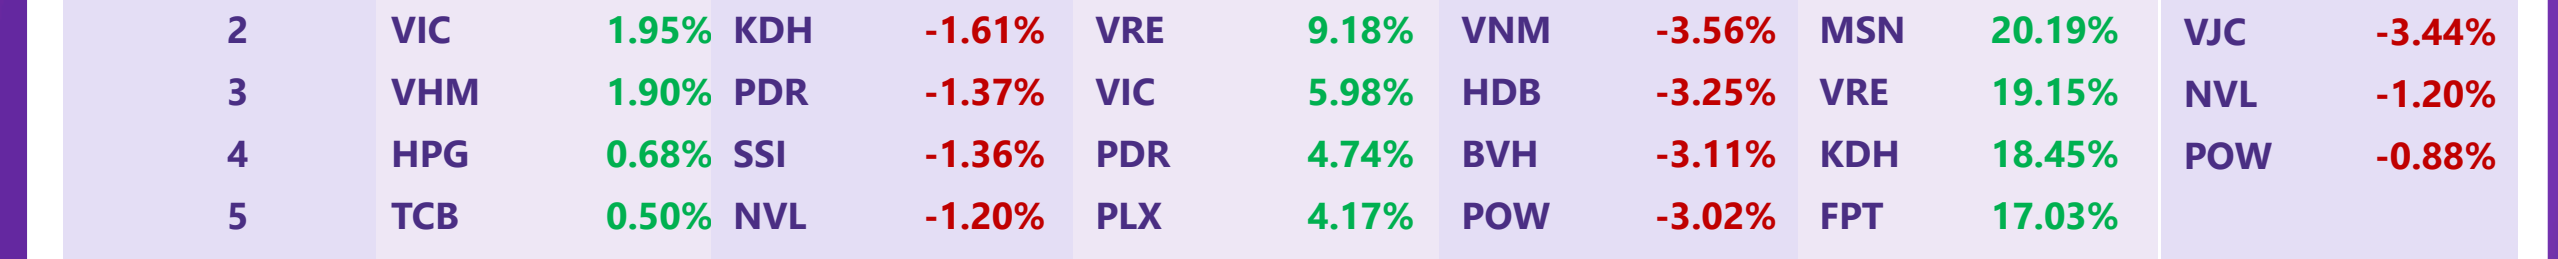 2 VIC 1.95% KDH -1.61% VRE 9.18% VNM -3.56% MSN 20.19% VJC -3.44%
3 VHM 1.90% PDR -1.37% VIC 5.98% HDB -3.25% VRE 19.15% NVL -1.20%
4 HPG 0.68% SSI -1.36% PDR 4.74% BVH -3.11% KDH 18.45% POW -0.88%
5 TCB 0.50% NVL -1.20% PLX 4.17% POW -3.02% FPT 17.03%